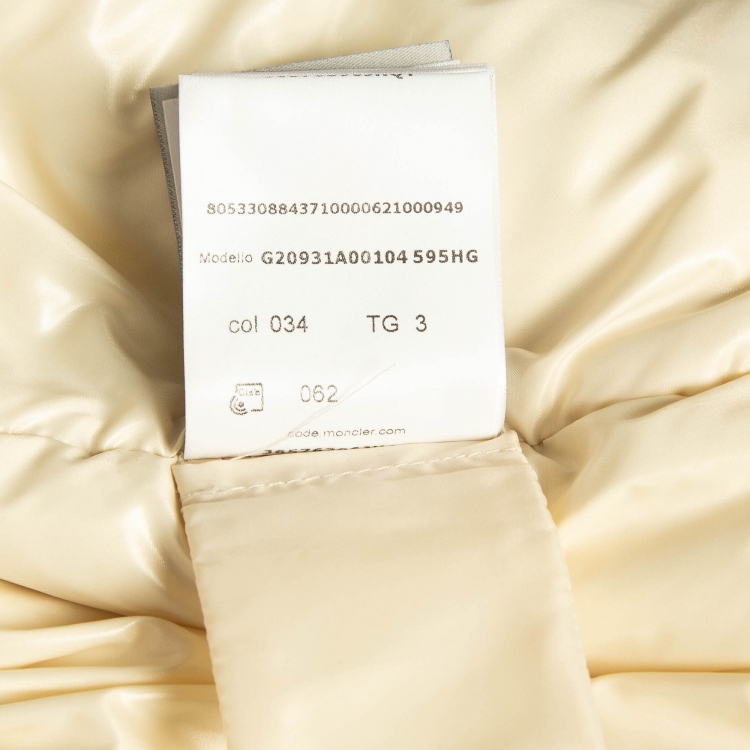 8053308843710000621000949
Modello G20931A00104 595HG
col 034 TG 3
062
code.moncler.com